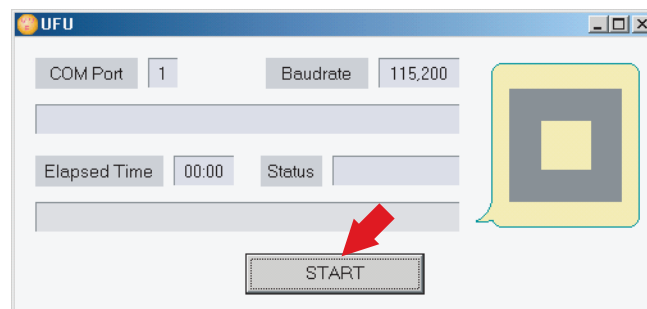 UFU
COM Port 1 Baudrate 115,200
Elapsed Time 00:00 Status
START